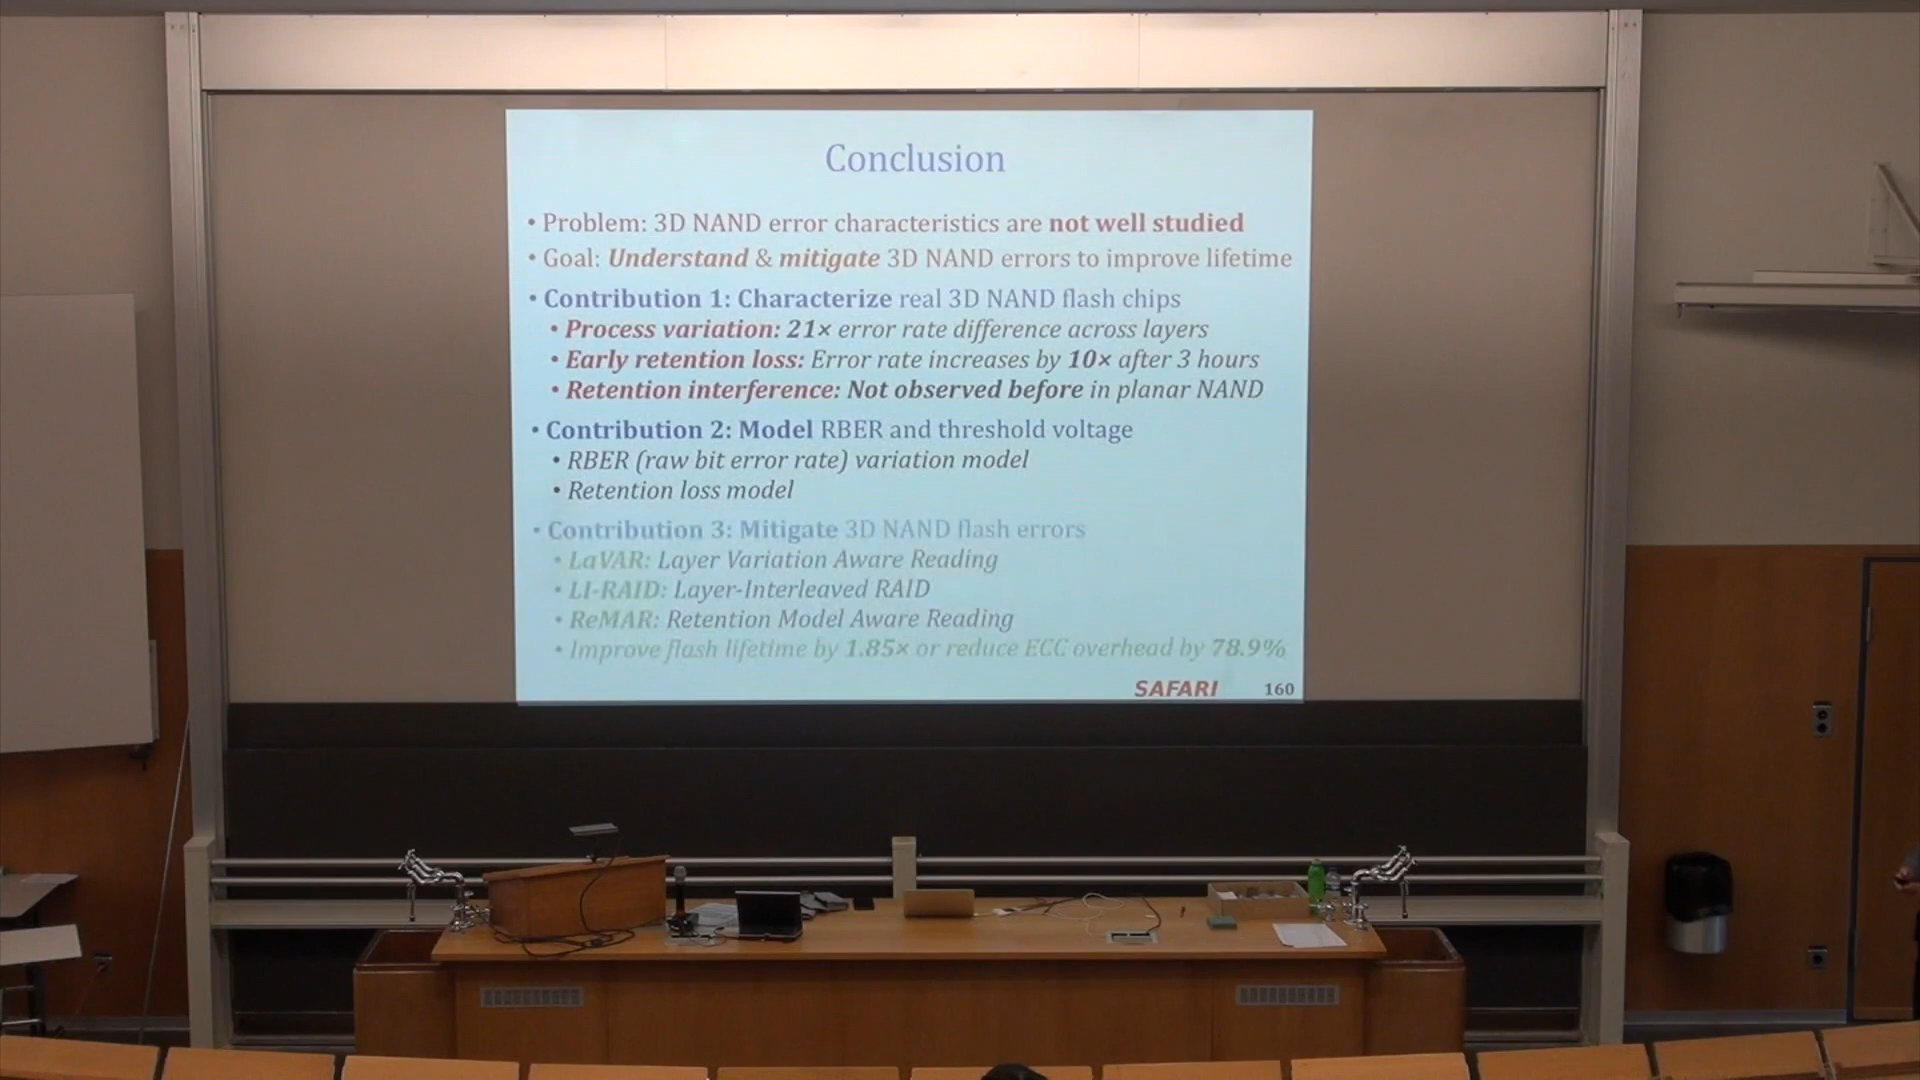 Conclusion
• Problem: 3D NAND error characteristics are not well studied
• Goal: Understand & mitigate 3D NAND errors to improve lifetime
• Contribution 1: Characterize real 3D NAND flash chips
• Process variation: 21× error rate difference across layers
• Early retention loss: Error rate increases by 10× after 3 hours
• Retention interference: Not observed before in planar NAND
• Contribution 2: Model RBER and threshold voltage
• RBER (raw bit error rate) variation model
• Retention loss model
• Contribution 3: Mitigate 3D NAND flash errors
• LaVAR: Layer Variation Aware Reading
• LI-RAID: Layer-Interleaved RAID
• ReMAR: Retention Model Aware Reading
• Improve flash lifetime by 1.85× or reduce ECC overhead by 78.9%
SAFARI 160